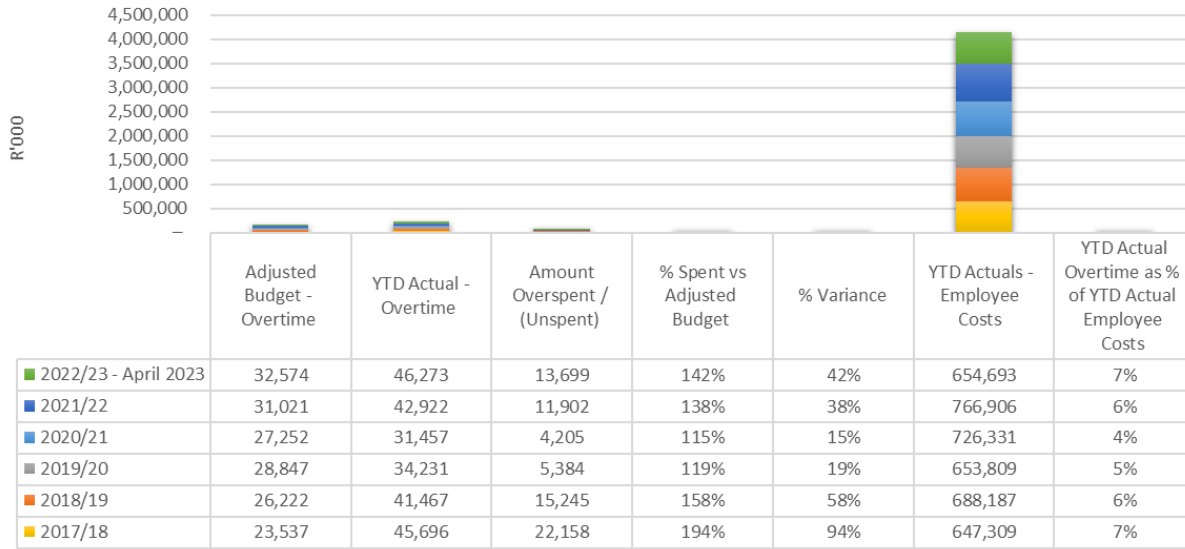 4,500,000
4,000,000
3,500,000
3,000,000
2,500,000
2,000,000
1,500,000
1,000,000
500,000
–
R'000
Adjusted
Budget -
Overtime
YTD Actual -
Overtime
Amount
Overspent /
(Unspent)
% Spent vs
Adjusted
Budget
% Variance
YTD Actuals -
Employee
Costs
YTD Actual
Overtime as %
of YTD Actual
Employee
Costs
2022/23 - April 2023 32,574 46,273 13,699 142% 42% 654,693 7%
2021/22 31,021 42,922 11,902 138% 38% 766,906 6%
2020/21 27,252 31,457 4,205 115% 15% 726,331 4%
2019/20 28,847 34,231 5,384 119% 19% 653,809 5%
2018/19 26,222 41,467 15,245 158% 58% 688,187 6%
2017/18 23,537 45,696 22,158 194% 94% 647,309 7%